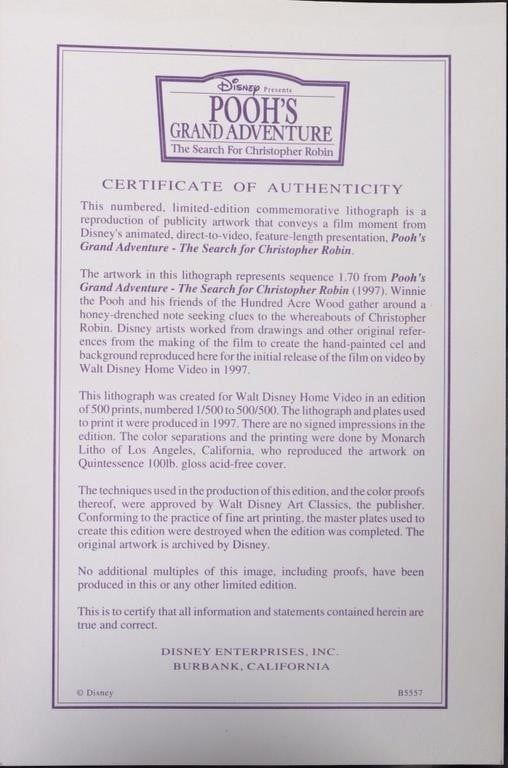 Disney Presents
POOH'S
GRAND ADVENTURE
The Search For Christopher Robin
CERTIFICATE OF AUTHENTICITY
This numbered, limited-edition commemorative lithograph is a
reproduction of publicity artwork that conveys a film moment from
Disney's animated, direct-to-video, feature-length presentation, Pooh's
Grand Adventure - The Search for Christopher Robin.
The artwork in this lithograph represents sequence 1.70 from Pooh's
Grand Adventure - The Search for Christopher Robin (1997). Winnie
the Pooh and his friends of the Hundred Acre Wood gather around a
honey-drenched note seeking clues to the whereabouts of Christopher
Robin. Disney artists worked from drawings and other original refer-
ences from the making of the film to create the hand-painted cel and
background reproduced here for the initial release of the film on video by
Walt Disney Home Video in 1997.
This lithograph was created for Walt Disney Home Video in an edition
of 500 prints, numbered 1/500 to 500/500. The lithograph and plates used
to print it were produced in 1997. There are no signed impressions in the
edition. The color separations and the printing were done by Monarch
Litho of Los Angeles, California, who reproduced the artwork on
Quintessence 100lb. gloss acid-free cover.
The techniques used in the production of this edition, and the color proofs
thereof, were approved by Walt Disney Art Classics, the publisher.
Conforming to the practice of fine art printing, the master plates used to
create this edition were destroyed when the edition was completed. The
original artwork is archived by Disney.
No additional multiples of this image, including proofs, have been
produced in this or any other limited edition.
This is to certify that all information and statements contained herein are
true and correct.
DISNEY ENTERPRISES, INC.
BURBANK, CALIFORNIA
© Disney
B5557